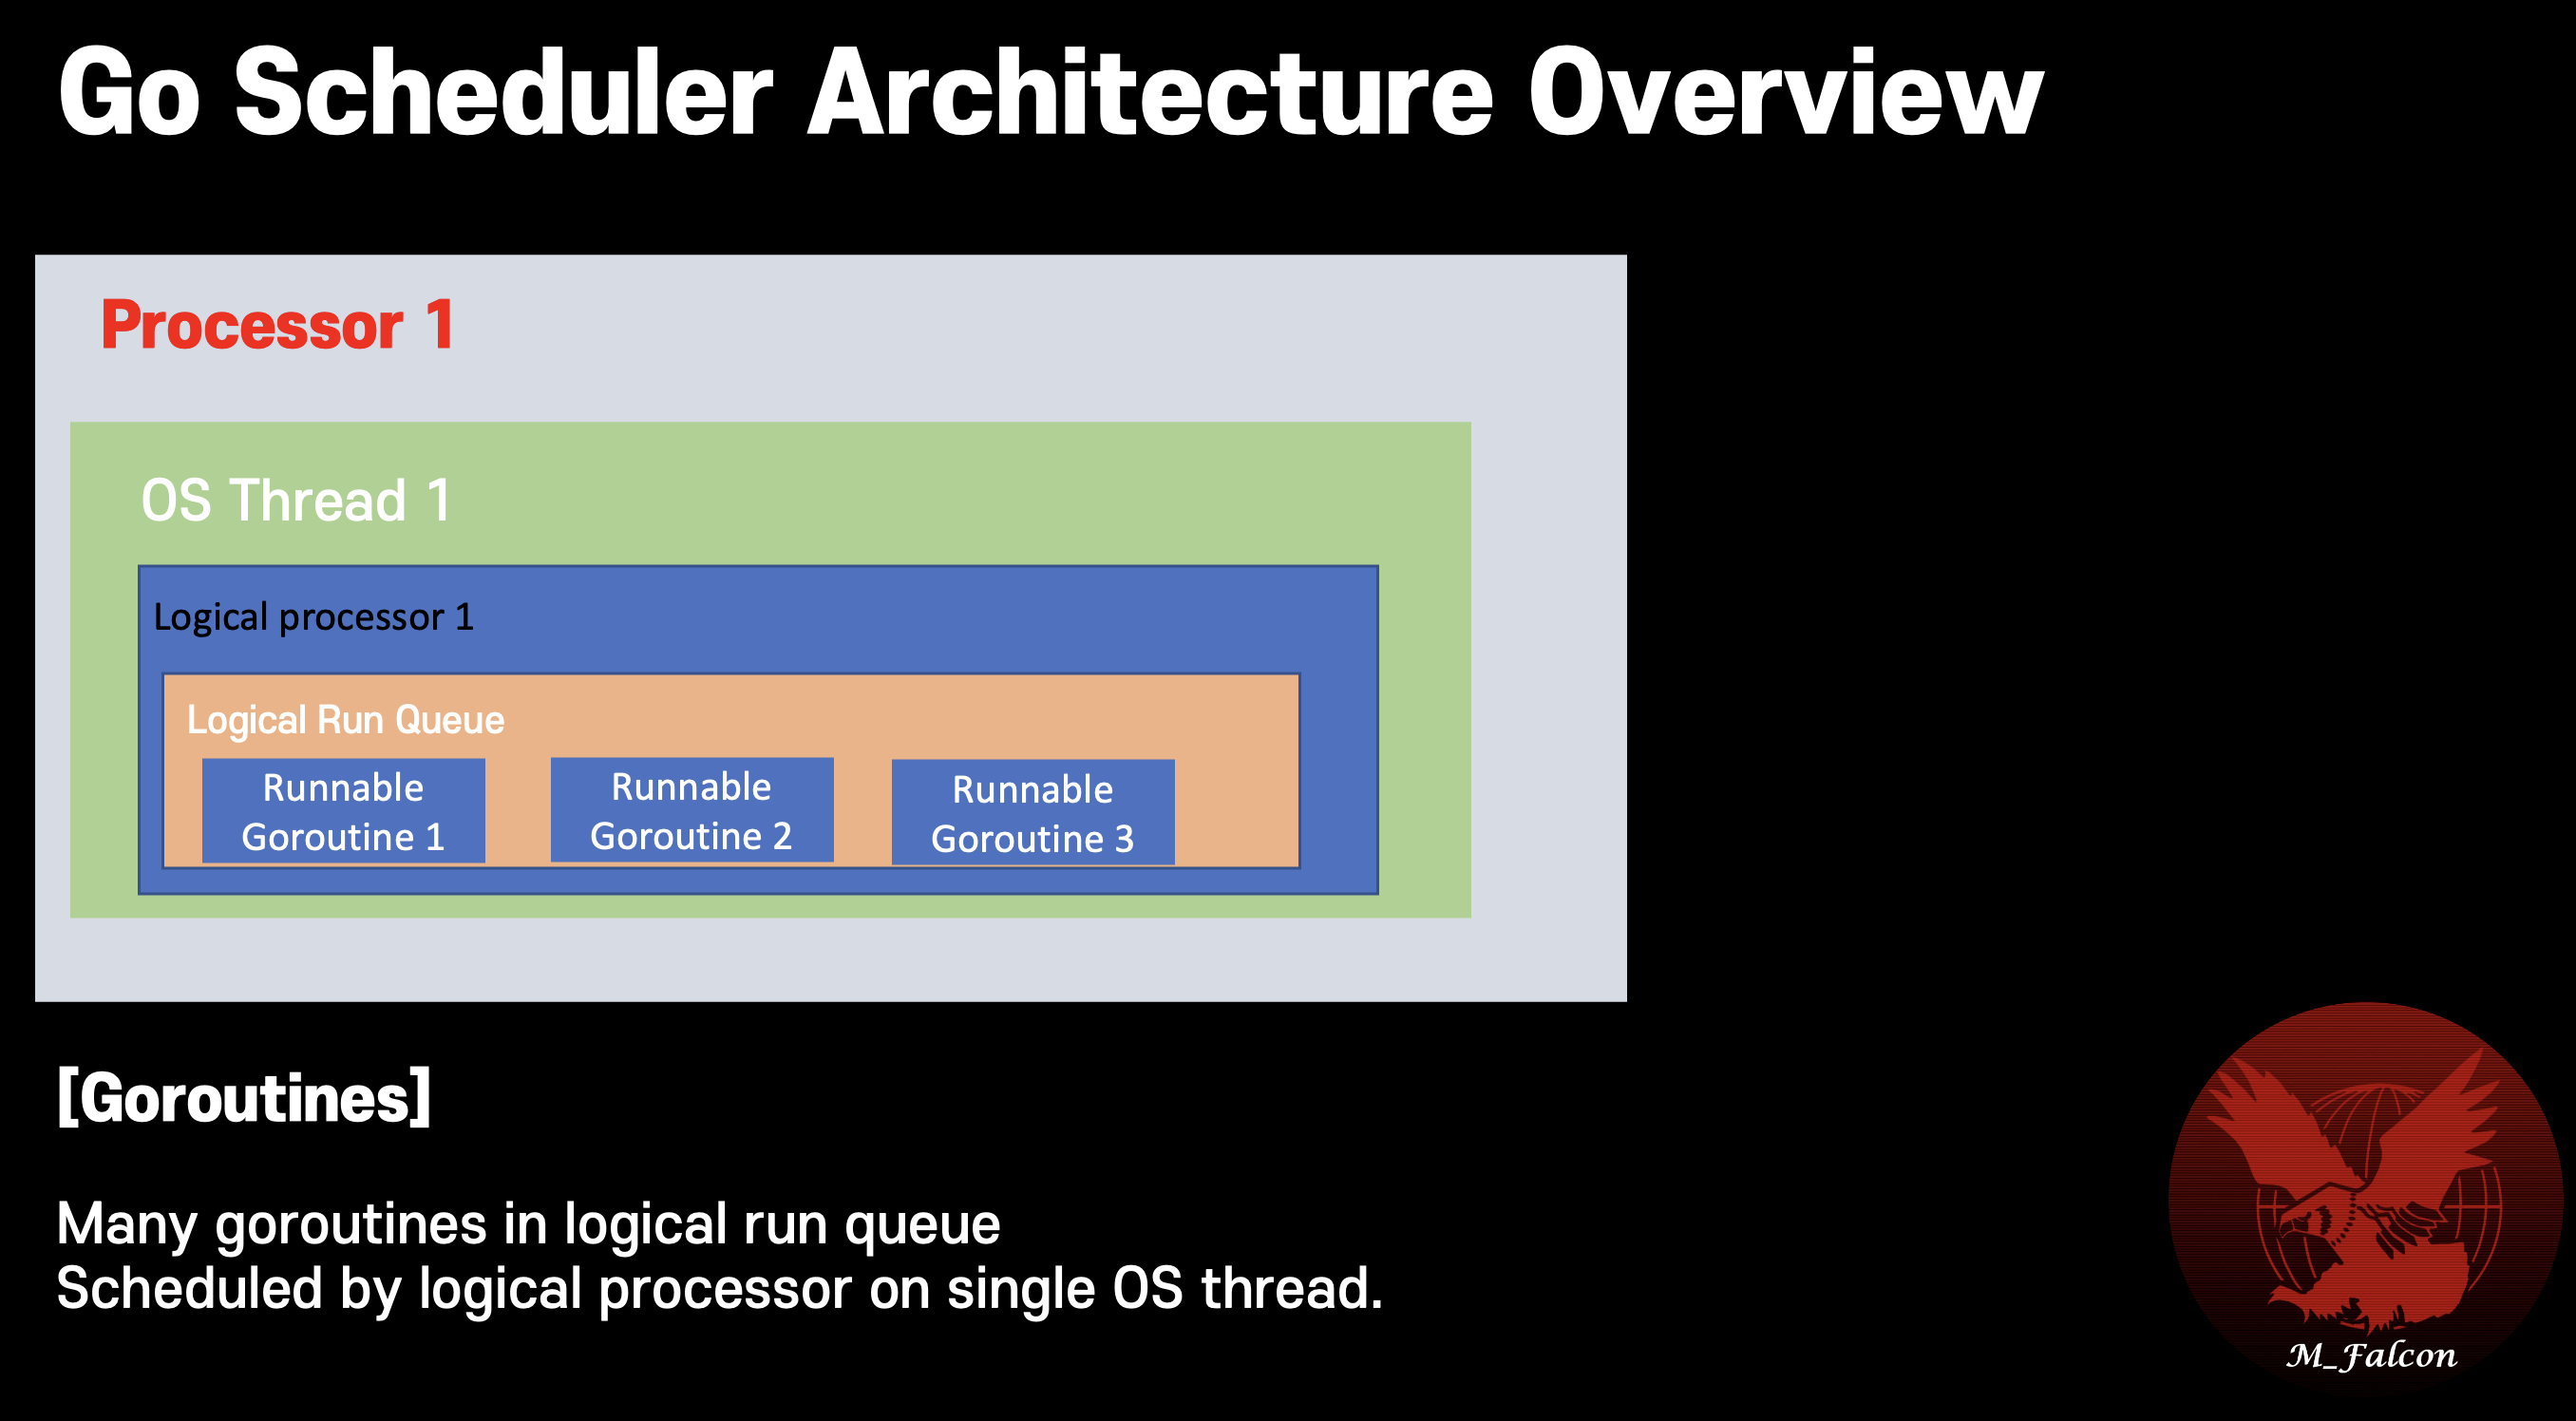 Go Scheduler Architecture Overview
Processor 1
OS Thread 1
Logical processor 1
Logical Run Queue
Runnable
Goroutine 1
Runnable
Goroutine 2
Runnable
Goroutine 3
[Goroutines]
Many goroutines in logical run queue
Scheduled by logical processor on single OS thread.
M_Falcon